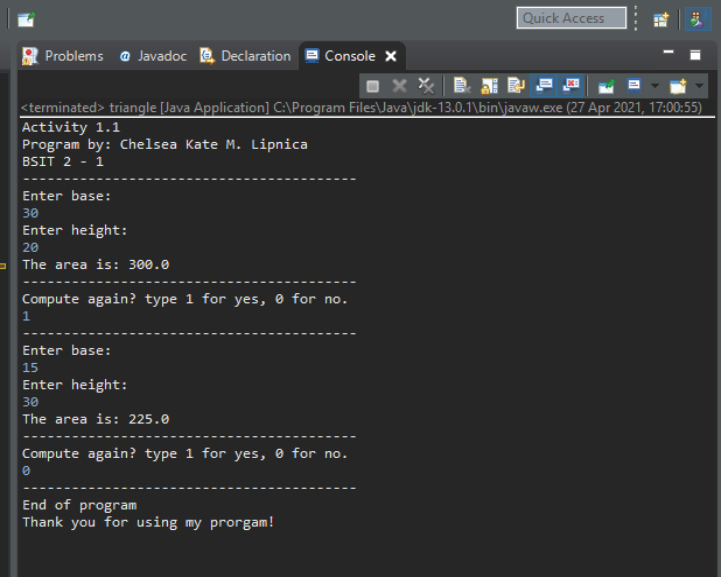 Quick Access
Problems @ Javadoc Declaration Console
<terminated> triangle [Java Application] C:\Program Files\Java\jdk-13.0.1\bin\javaw.exe (27 Apr 2021, 17:00:55)
Activity 1.1
Program by: Chelsea Kate M. Lipnica
BSIT 2 - 1
-----------------------------------------
Enter base:
30
Enter height:
20
The area is: 300.0
-----------------------------------------
Compute again? type 1 for yes, 0 for no.
1
-----------------------------------------
Enter base:
15
Enter height:
30
The area is: 225.0
-----------------------------------------
Compute again? type 1 for yes, 0 for no.
0
-----------------------------------------
End of program
Thank you for using my prorgam!